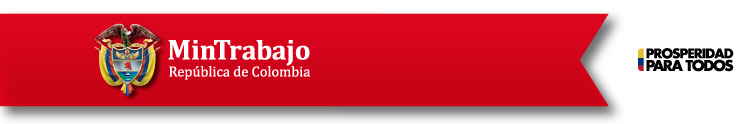 MinTrabajo
República de Colombia
PROSPERIDAD
PARA TODOS